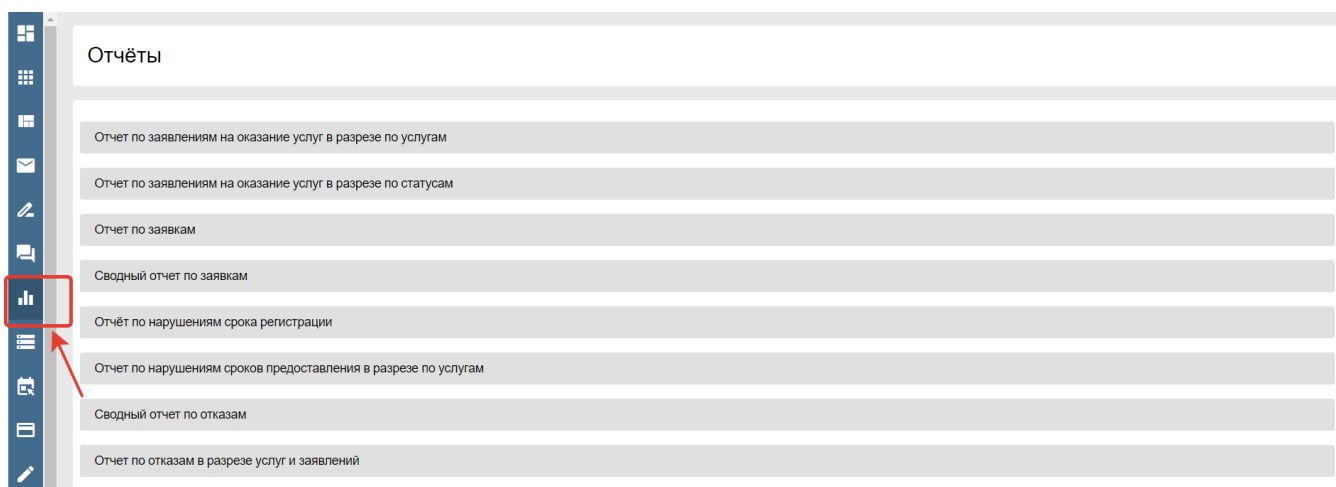 Отчёты
Отчет по заявлениям на оказание услуг в разрезе по услугам
Отчет по заявлениям на оказание услуг в разрезе по статусам
Отчет по заявкам
Сводный отчет по заявкам
Отчёт по нарушениям срока регистрации
Отчет по нарушениям сроков предоставления в разрезе по услугам
Сводный отчет по отказам
Отчет по отказам в разрезе услуг и заявлений